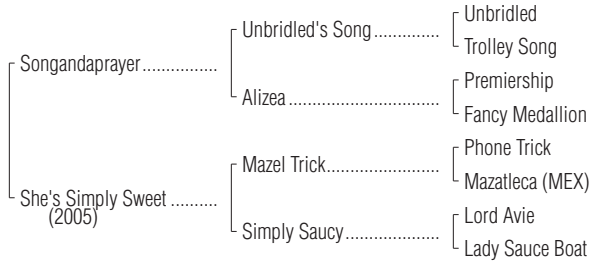 Unbridled
Unbridled's Song..............
Trolley Song
Songandaprayer................
Premiership
Alizea................................
Fancy Medallion
Phone Trick
Mazel Trick........................
Mazatleca (MEX)
She's Simply Sweet ..........
(2005)
Lord Avie
Simply Saucy....................
Lady Sauce Boat